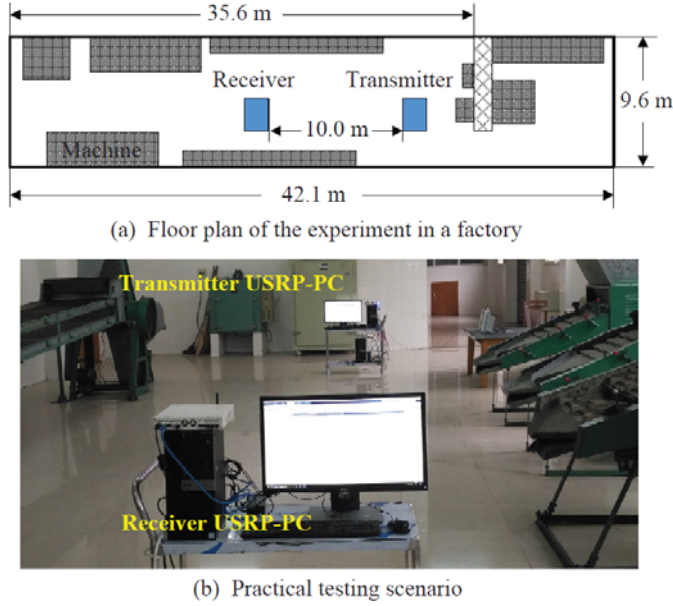 35.6 m
Receiver
Transmitter
9.6 m
10.0 m
Machine
42.1 m
(a) Floor plan of the experiment in a factory
Transmitter USRP-PC
Receiver USRP-PC
(b) Practical testing scenario